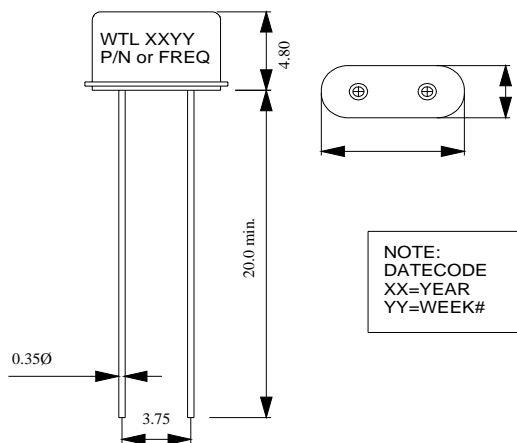 WTL XXYY
P/N or FREQ
4.80
20.0 min.
NOTE:
DATECODE
XX=YEAR
YY=WEEK#
0.35Ø
3.75